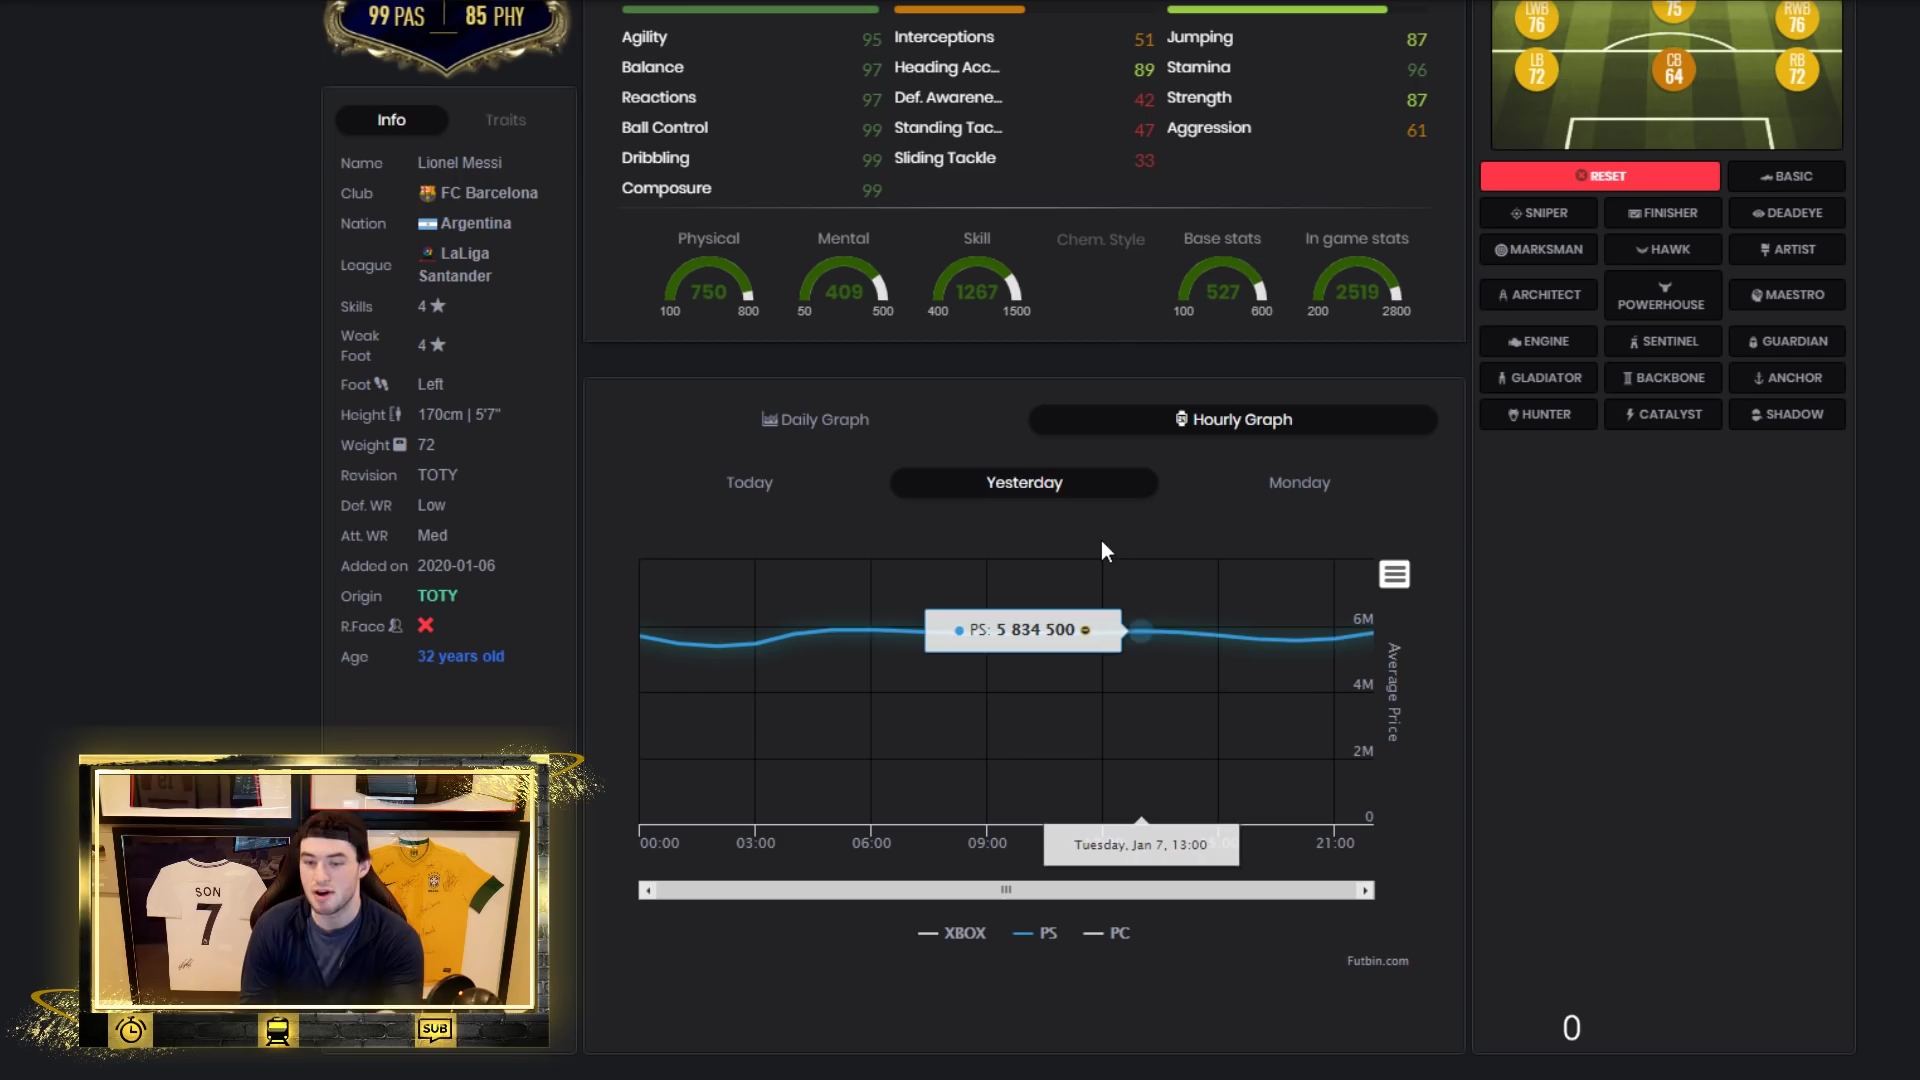 99 PAS | 85 PHY
Info
Traits
Name Lionel Messi
Club FC Barcelona
Nation Argentina
League LaLiga
Santander
Skills 4
Weak
Foot 4
Foot Left
Height 170cm | 5'7"
Weight 72
Revision TOTY
Def. WR Low
Att. WR Med
Added on 2020-01-06
Origin TOTY
R.Face
Age 32 years old
Agility 95
Balance 97
Reactions 97
Ball Control 99
Dribbling 99
Composure 99
Interceptions 51
Heading Acc... 89
Def. Awarene... 42
Standing Tac... 47
Sliding Tackle 33
Jumping 87
Stamina 96
Strength 87
Aggression 61
Physical
750
100 800
Mental
409
50 500
Skill
1267
400 1500
Chem. Style
Base stats
527
100 600
In game stats
2519
200 2800
Daily Graph
Hourly Graph
Today
Yesterday
Monday
PS: 5 834 500
6M
4M
2M
0
Average Price
00:00 03:00 06:00 09:00 21:00
Tuesday, Jan 7, 13:00
XBOX PS PC
Futbin.com
LWB
76
75
RWB
76
LB
72
CB
64
RB
72
RESET
BASIC
SNIPER
FINISHER
DEADEYE
MARKSMAN
HAWK
ARTIST
ARCHITECT
POWERHOUSE
MAESTRO
ENGINE
SENTINEL
GUARDIAN
GLADIATOR
BACKBONE
ANCHOR
HUNTER
CATALYST
SHADOW
0
SON
7
SUB